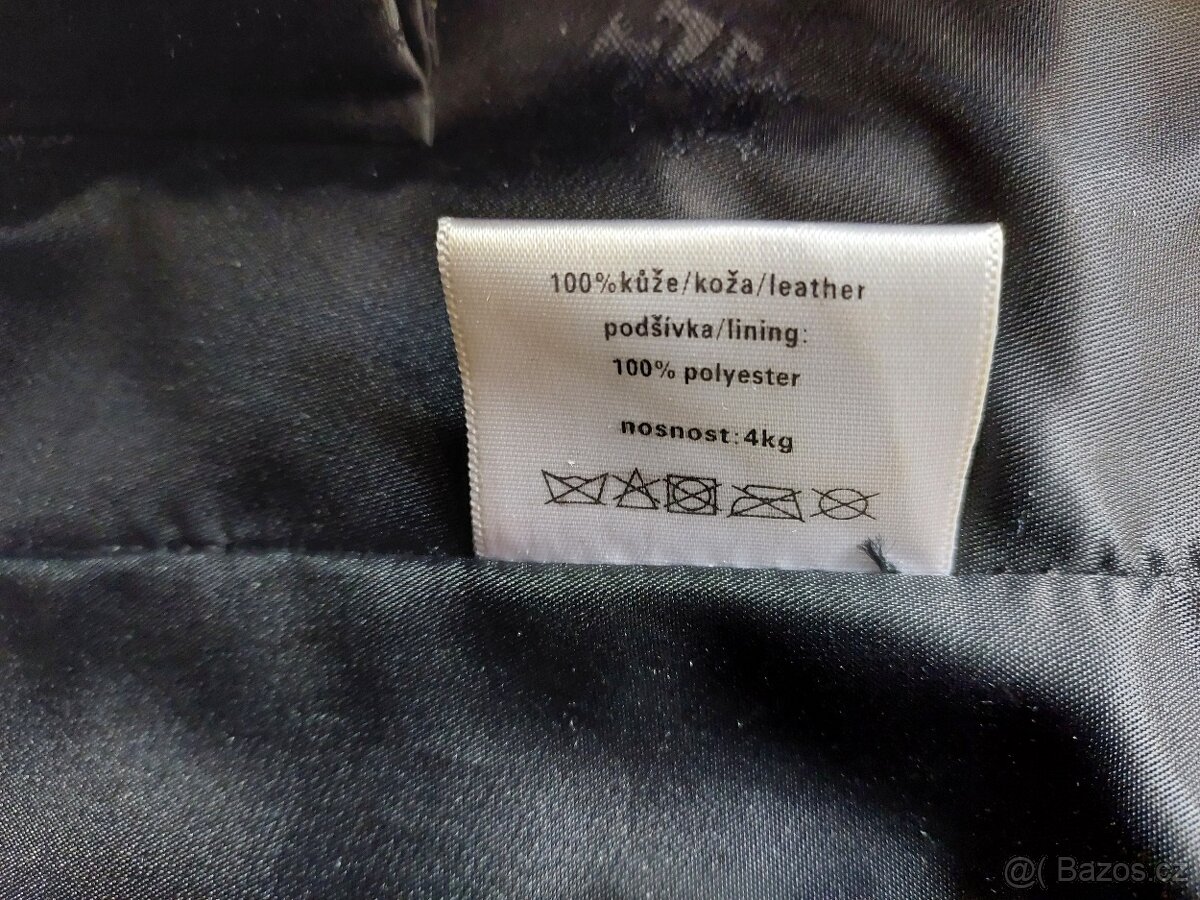 100%kůže/koža/leather
podšívka/lining:
100% polyester
nosnost:4kg
@( Bazos.cz